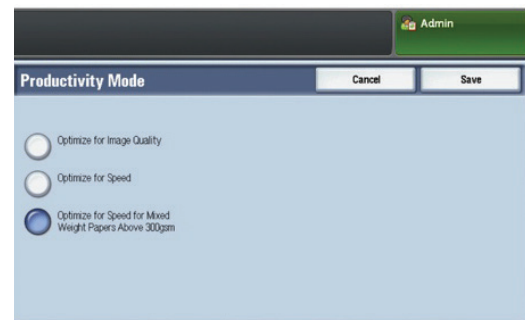 Admin
Productivity Mode
Cancel
Save
Optimize for Image Quality
Optimize for Speed
Optimize for Speed for Mixed
Weight Papers Above 300gsm